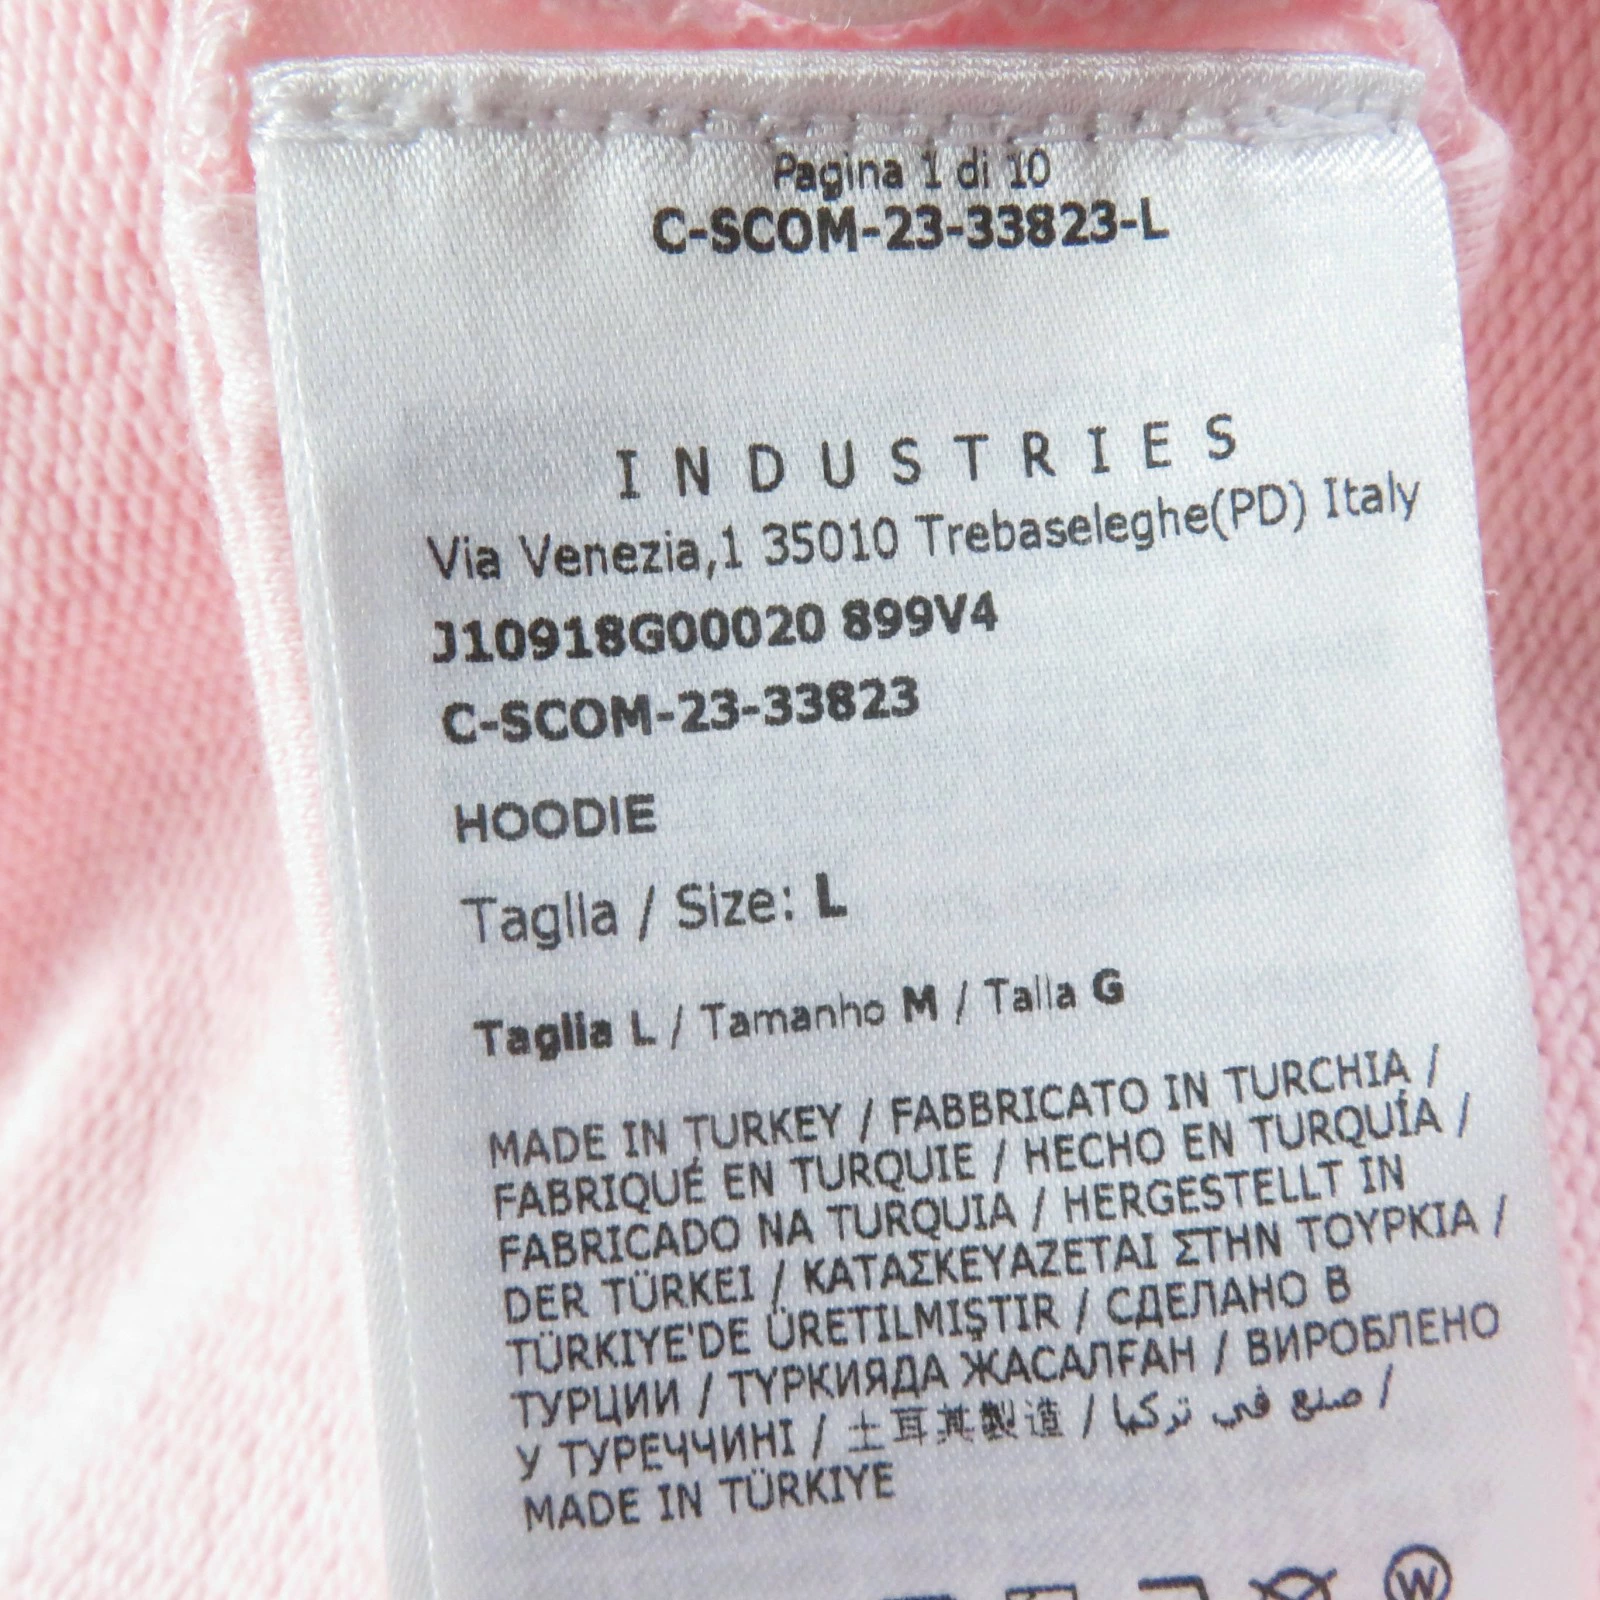 Pagina 1 di 10
C-SCOM-23-33823-L
INDUSTRIES
Via Venezia,1 35010 Trebaseleghe(PD) Italy
J10918G00020 899V4
C-SCOM-23-33823
HOODIE
Taglia / Size: L
Taglia L / Tamanho M / Talla G
MADE IN TURKEY / FABBRICATO IN TURCHIA /
FABRIQUÉ EN TURQUIE / HECHO EN TURQUÍA /
FABRICADO NA TURQUIA / HERGESTELLT IN
DER TÜRKEI / ΚΑΤΑΣΚΕΥΑΖΕΤΑΙ ΣΤΗΝ ΤΟΥΡΚΙΑ /
TÜRKIYE'DE ÜRETILMIŞTIR / СДЕЛАНО В
ТУРЦИИ / ТҮРКИЯДА ЖАСАЛҒАН / ВИРОБЛЕНО
У ТУРЕЧЧИНІ / 土耳其製造 / صنع في تركيا /
MADE IN TÜRKIYE
W